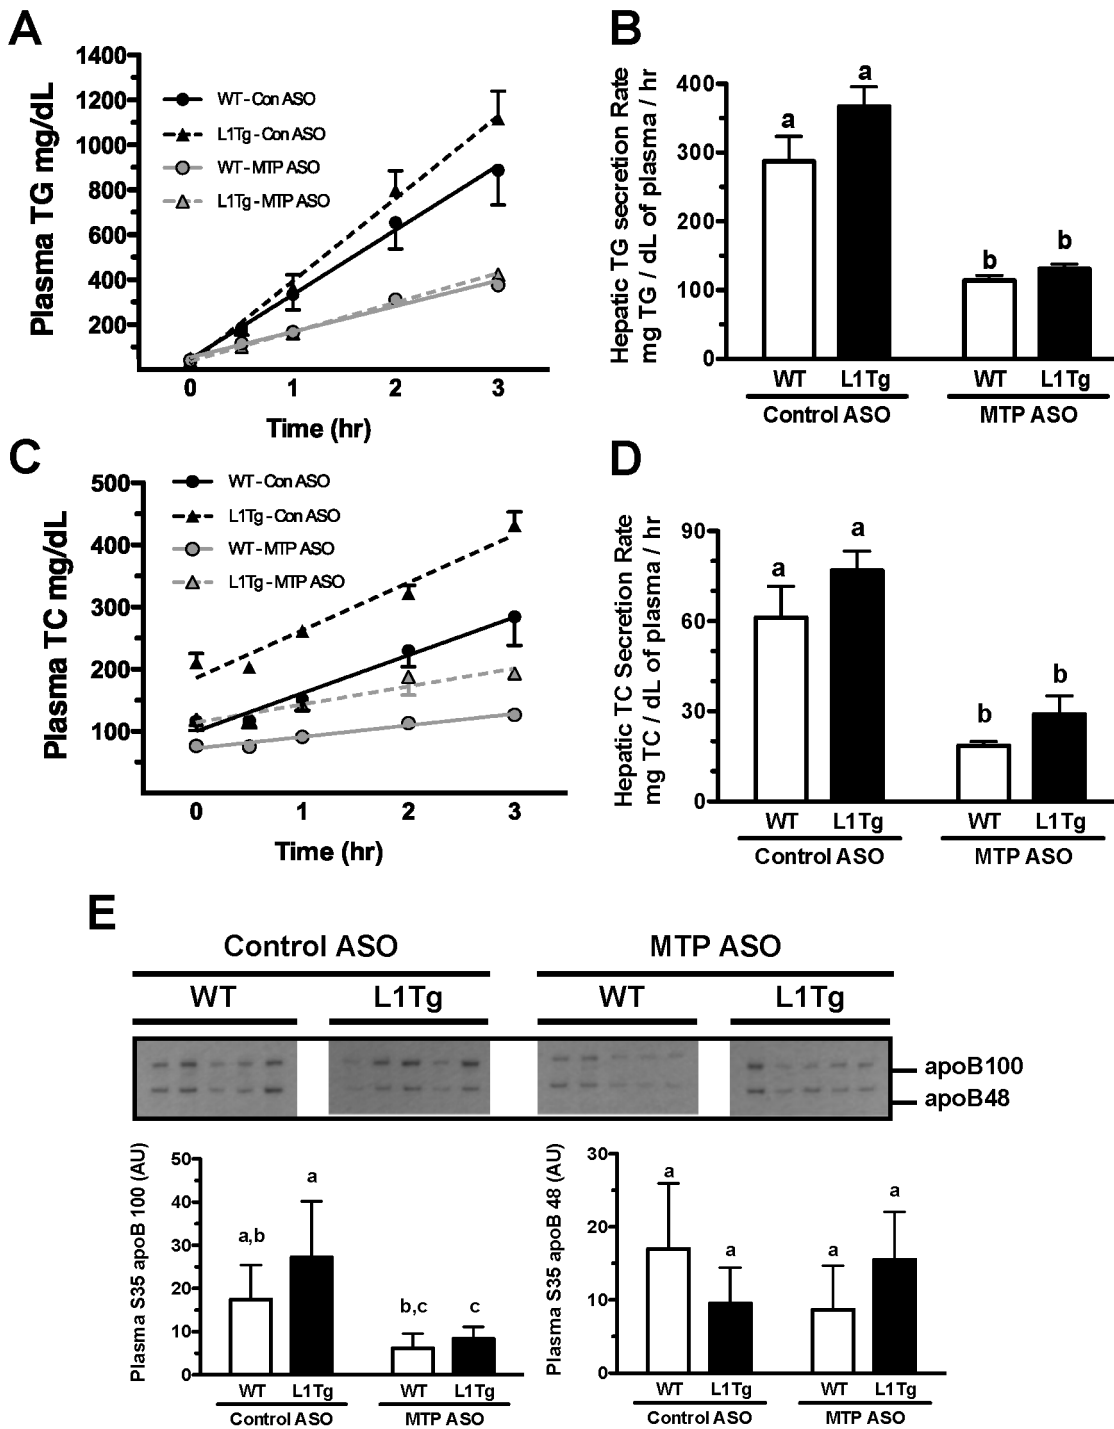 A
Plasma TG mg/dL
1400
1200
1000
800
600
400
200
WT - Con ASO
L1Tg - Con ASO
WT - MTP ASO
L1Tg - MTP ASO
0 1 2 3
Time (hr)
B
Hepatic TG secretion Rate
mg TG / dL of plasma / hr
400
300
200
100
0
a a b b
WT L1Tg WT L1Tg
Control ASO MTP ASO
C
Plasma TC mg/dL
500
400
300
200
100
WT - Con ASO
L1Tg - Con ASO
WT - MTP ASO
L1Tg - MTP ASO
0 1 2 3
Time (hr)
D
Hepatic TC Secretion Rate
mg TC / dL of plasma / hr
90
60
30
0
a a b b
WT L1Tg WT L1Tg
Control ASO MTP ASO
E
Control ASO MTP ASO
WT L1Tg WT L1Tg
apoB100
apoB48
Plasma S35 apoB 100 (AU)
50
40
30
20
10
0
a,b a b,c c
WT L1Tg WT L1Tg
Control ASO MTP ASO
Plasma S35 apoB 48 (AU)
30
20
10
0
a a a a
WT L1Tg WT L1Tg
Control ASO MTP ASO